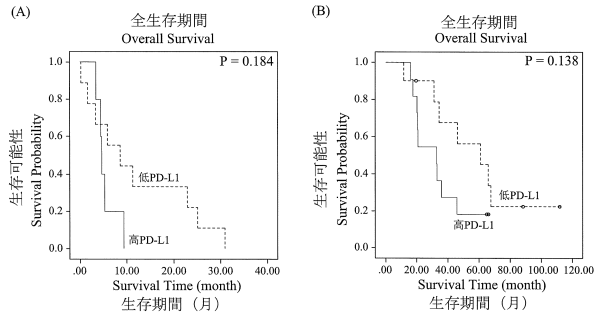 (A)
全生存期間
Overall Survival
P = 0.184
1.0
0.8
0.6
0.4
0.2
0.0
生存可能性
Survival Probability
低PD-L1
高PD-L1
.00 10.00 20.00 30.00 40.00
Survival Time (month)
生存期間（月）
(B)
全生存期間
Overall Survival
P = 0.138
1.0
0.8
0.6
0.4
0.2
0.0
生存可能性
Survival Probability
低PD-L1
高PD-L1
.00 20.00 40.00 60.00 80.00 100.00 120.00
Survival Time (month)
生存期間（月）